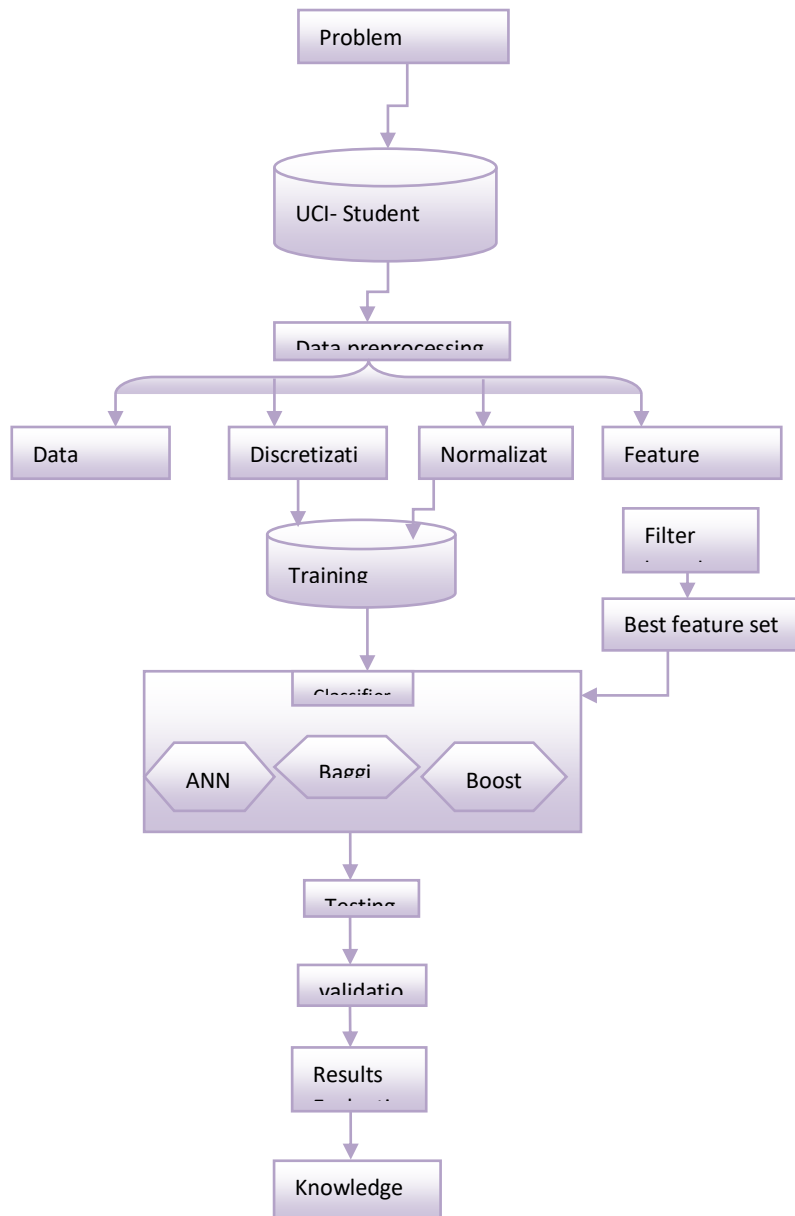 Problem
UCI- Student
Data preprocessing
Data
Discretizati
Normalizat
Feature
Filter
Training
Best feature set
Classifier
ANN
Baggi
Boost
Testing
validatio
Results
Knowledge